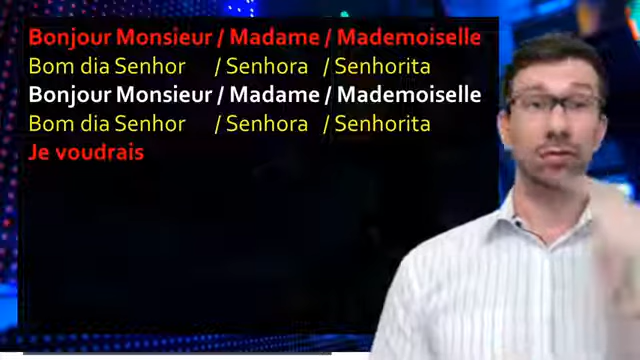 Bonjour Monsieur / Madame / Mademoiselle
Bom dia Senhor / Senhora / Senhorita
Bonjour Monsieur / Madame / Mademoiselle
Bom dia Senhor / Senhora / Senhorita
Je voudrais